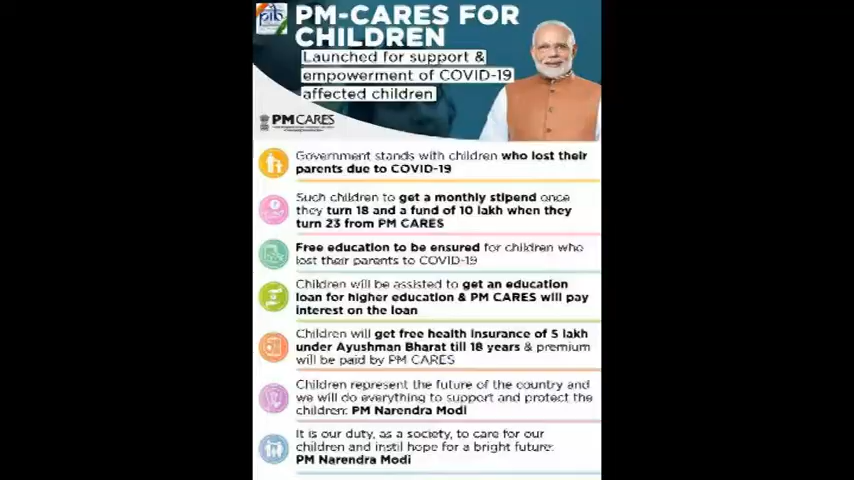 pib
PM-CARES FOR
CHILDREN
Launched for support &
empowerment of COVID-19
affected children
PM CARES
Government stands with children who lost their
parents due to COVID-19
Such children to get a monthly stipend once
they turn 18 and a fund of 10 lakh when they
turn 23 from PM CARES
Free education to be ensured for children who
lost their parents to COVID-19
Children will be assisted to get an education
loan for higher education & PM CARES will pay
interest on the loan
Children will get free health insurance of 5 lakh
under Ayushman Bharat till 18 years & premium
will be paid by PM CARES
Children represent the future of the country and
we will do everything to support and protect the
children: PM Narendra Modi
It is our duty, as a society, to care for our
children and instil hope for a bright future:
PM Narendra Modi